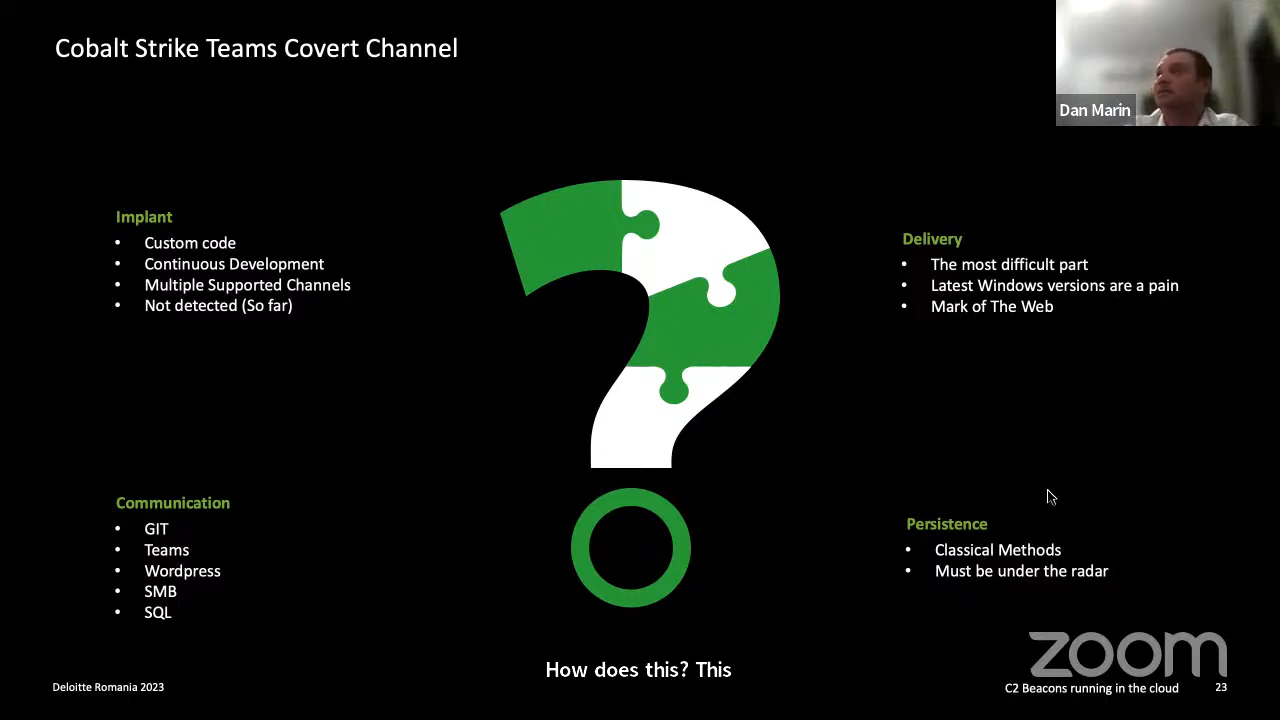 Cobalt Strike Teams Covert Channel
Dan Marin
Implant
• Custom code
• Continuous Development
• Multiple Supported Channels
• Not detected (So far)
Delivery
• The most difficult part
• Latest Windows versions are a pain
• Mark of The Web
Communication
• GIT
• Teams
• Wordpress
• SMB
• SQL
Persistence
• Classical Methods
• Must be under the radar
zoom
How does this? This
Deloitte Romania 2023
C2 Beacons running in the cloud 23